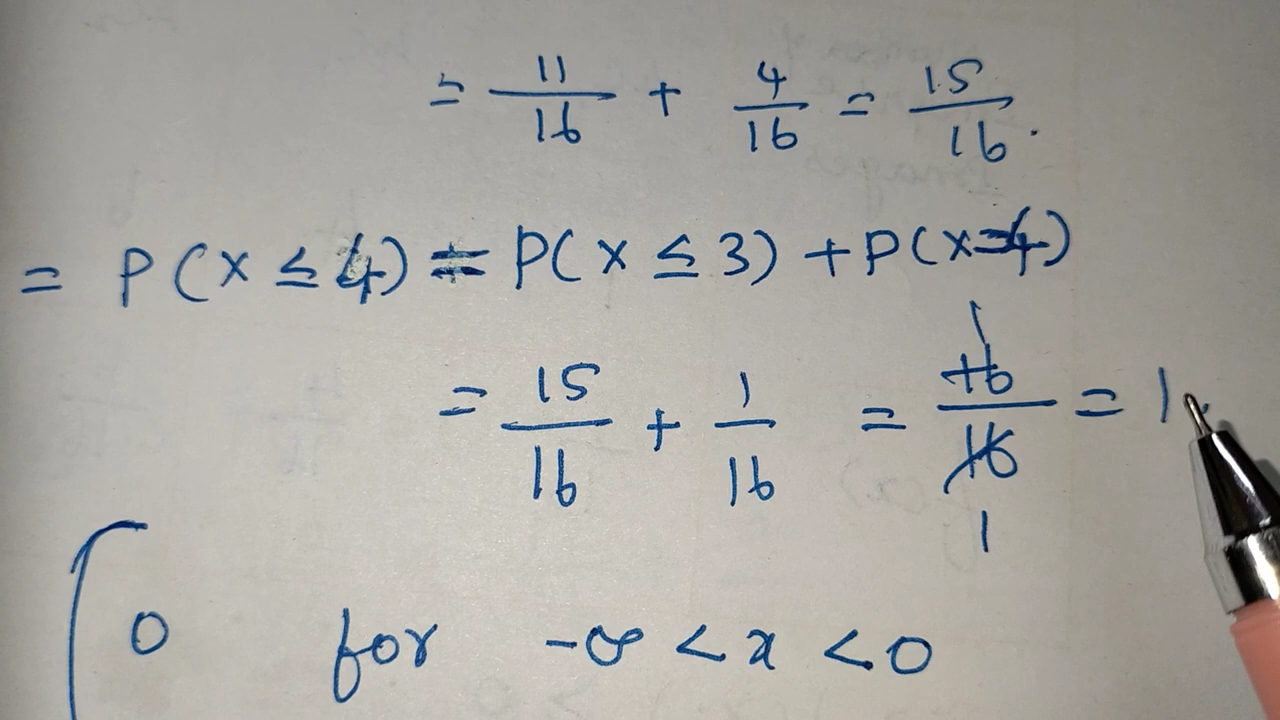 = 11/16 + 4/16 = 15/16.
= P(X ≤ 4) = P(X ≤ 3) + P(X=4)
= 15/16 + 1/16 = 16/16 = 1.
0 for -∞ < x < 0